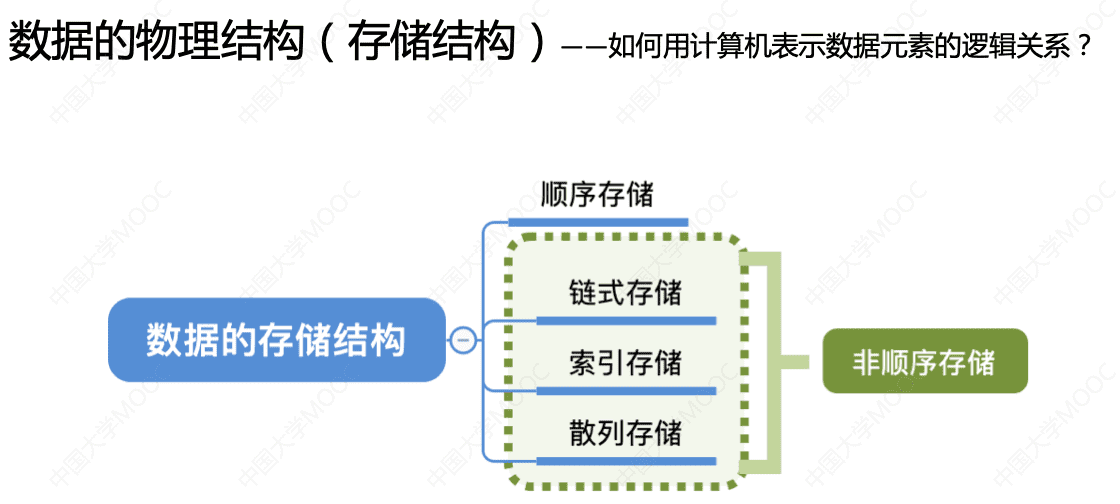 数据的物理结构（存储结构）——如何用计算机表示数据元素的逻辑关系？
顺序存储
链式存储
数据的存储结构
索引存储
非顺序存储
散列存储
中国大学MOOC